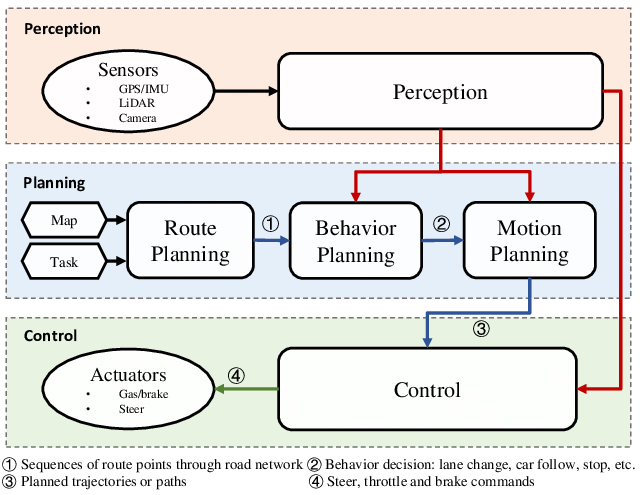 Perception
Sensors
• GPS/IMU
• LiDAR
• Camera
Perception
Planning
Map
Task
Route
Planning
①
Behavior
Planning
②
Motion
Planning
③
Control
Actuators
• Gas/brake
• Steer
④
Control
① Sequences of route points through road network ② Behavior decision: lane change, car follow, stop, etc.
③ Planned trajectories or paths ④ Steer, throttle and brake commands